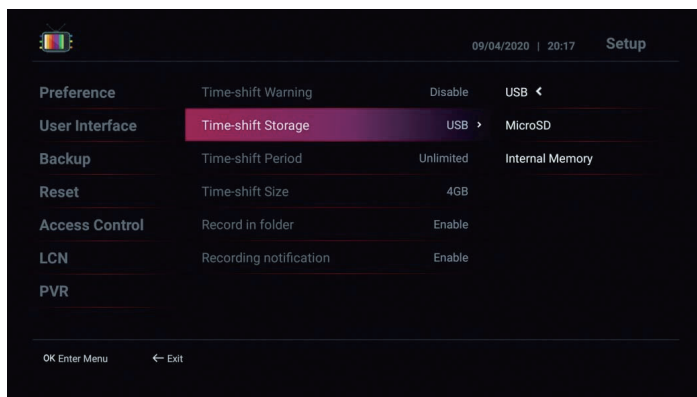 09/04/2020 | 20:17 Setup
Preference Time-shift Warning Disable USB
User Interface Time-shift Storage USB MicroSD
Backup Time-shift Period Unlimited Internal Memory
Reset Time-shift Size 4GB
Access Control Record in folder Enable
LCN Recording notification Enable
PVR
OK Enter Menu ← Exit